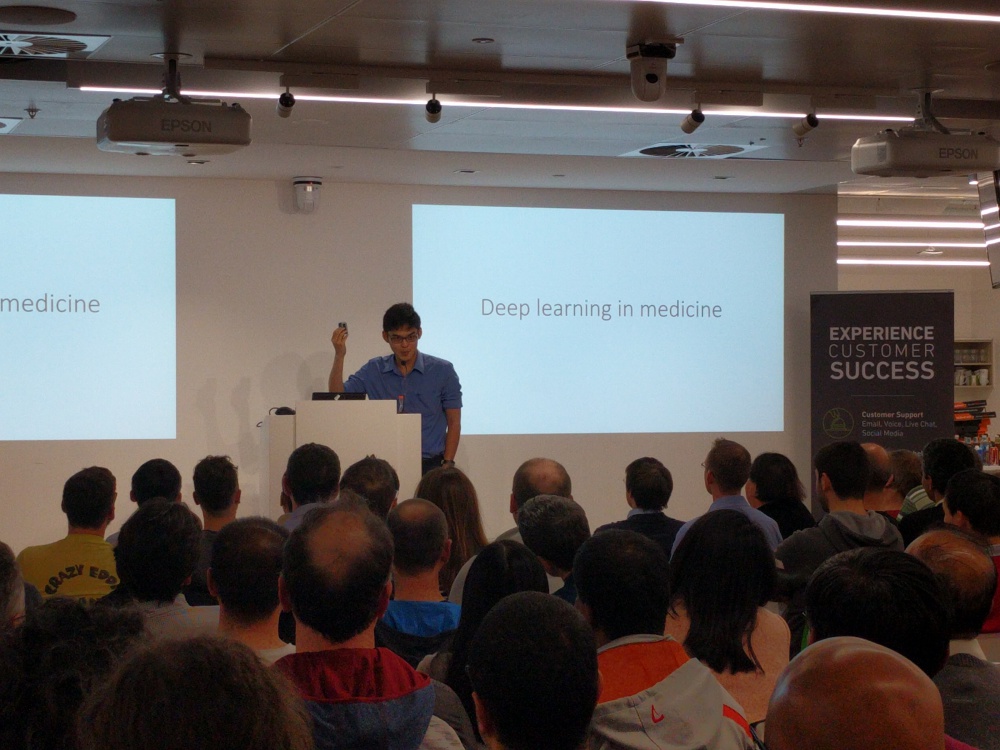 EPSON
EPSON
medicine
Deep learning in medicine
EXPERIENCE
CUSTOMER
SUCCESS
Customer Support
Email, Voice, Live Chat,
Social Media
CRAZY